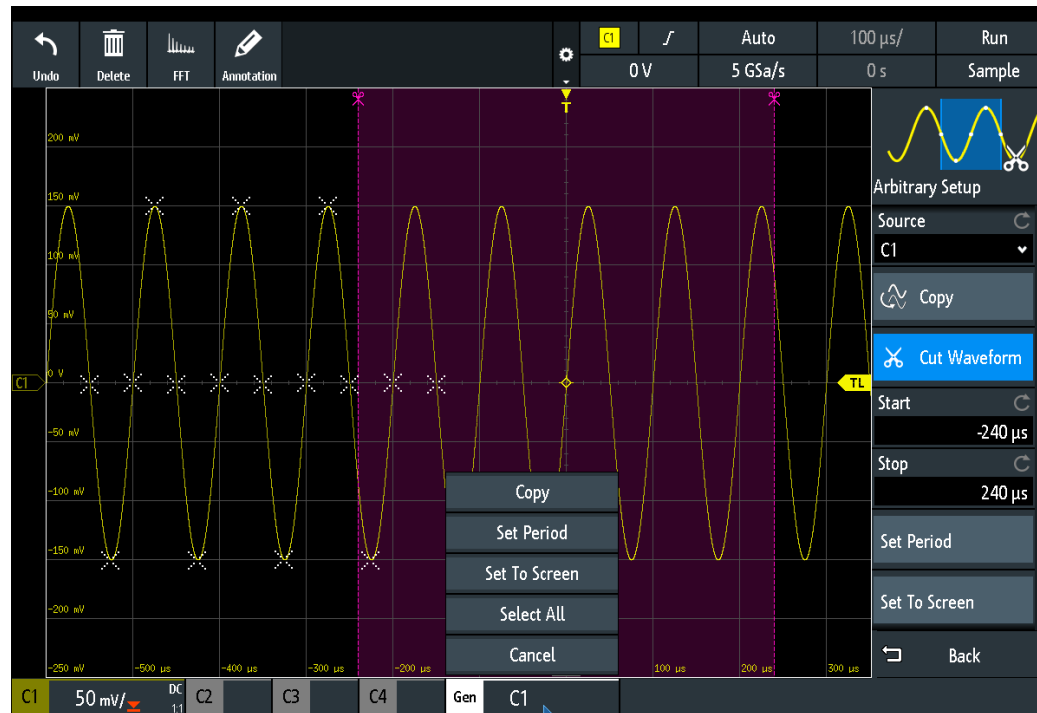 C1 Auto 100 µs/ Run
Undo Delete FFT Annotation 0 V 5 GSa/s 0 s Sample
T
200 mV
150 mV
100 mV
50 mV
0 V
-50 mV
-100 mV
-150 mV
-200 mV
-250 mV -500 µs -400 µs -300 µs -200 µs 100 µs 200 µs 300 µs
C1
TL
Copy
Set Period
Set To Screen
Select All
Cancel
Arbitrary Setup
Source
C1
Copy
Cut Waveform
Start
-240 µs
Stop
240 µs
Set Period
Set To Screen
Back
C1 50 mV/ DC 1:1 C2 C3 C4 Gen C1